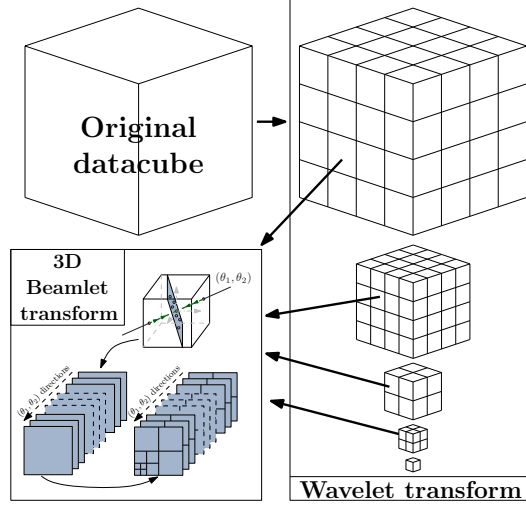 Original
datacube
3D
Beamlet
transform
(θ₁, θ₂)
(θ₁, θ₂) directions
(θ₁, θ₂) directions
Wavelet transform